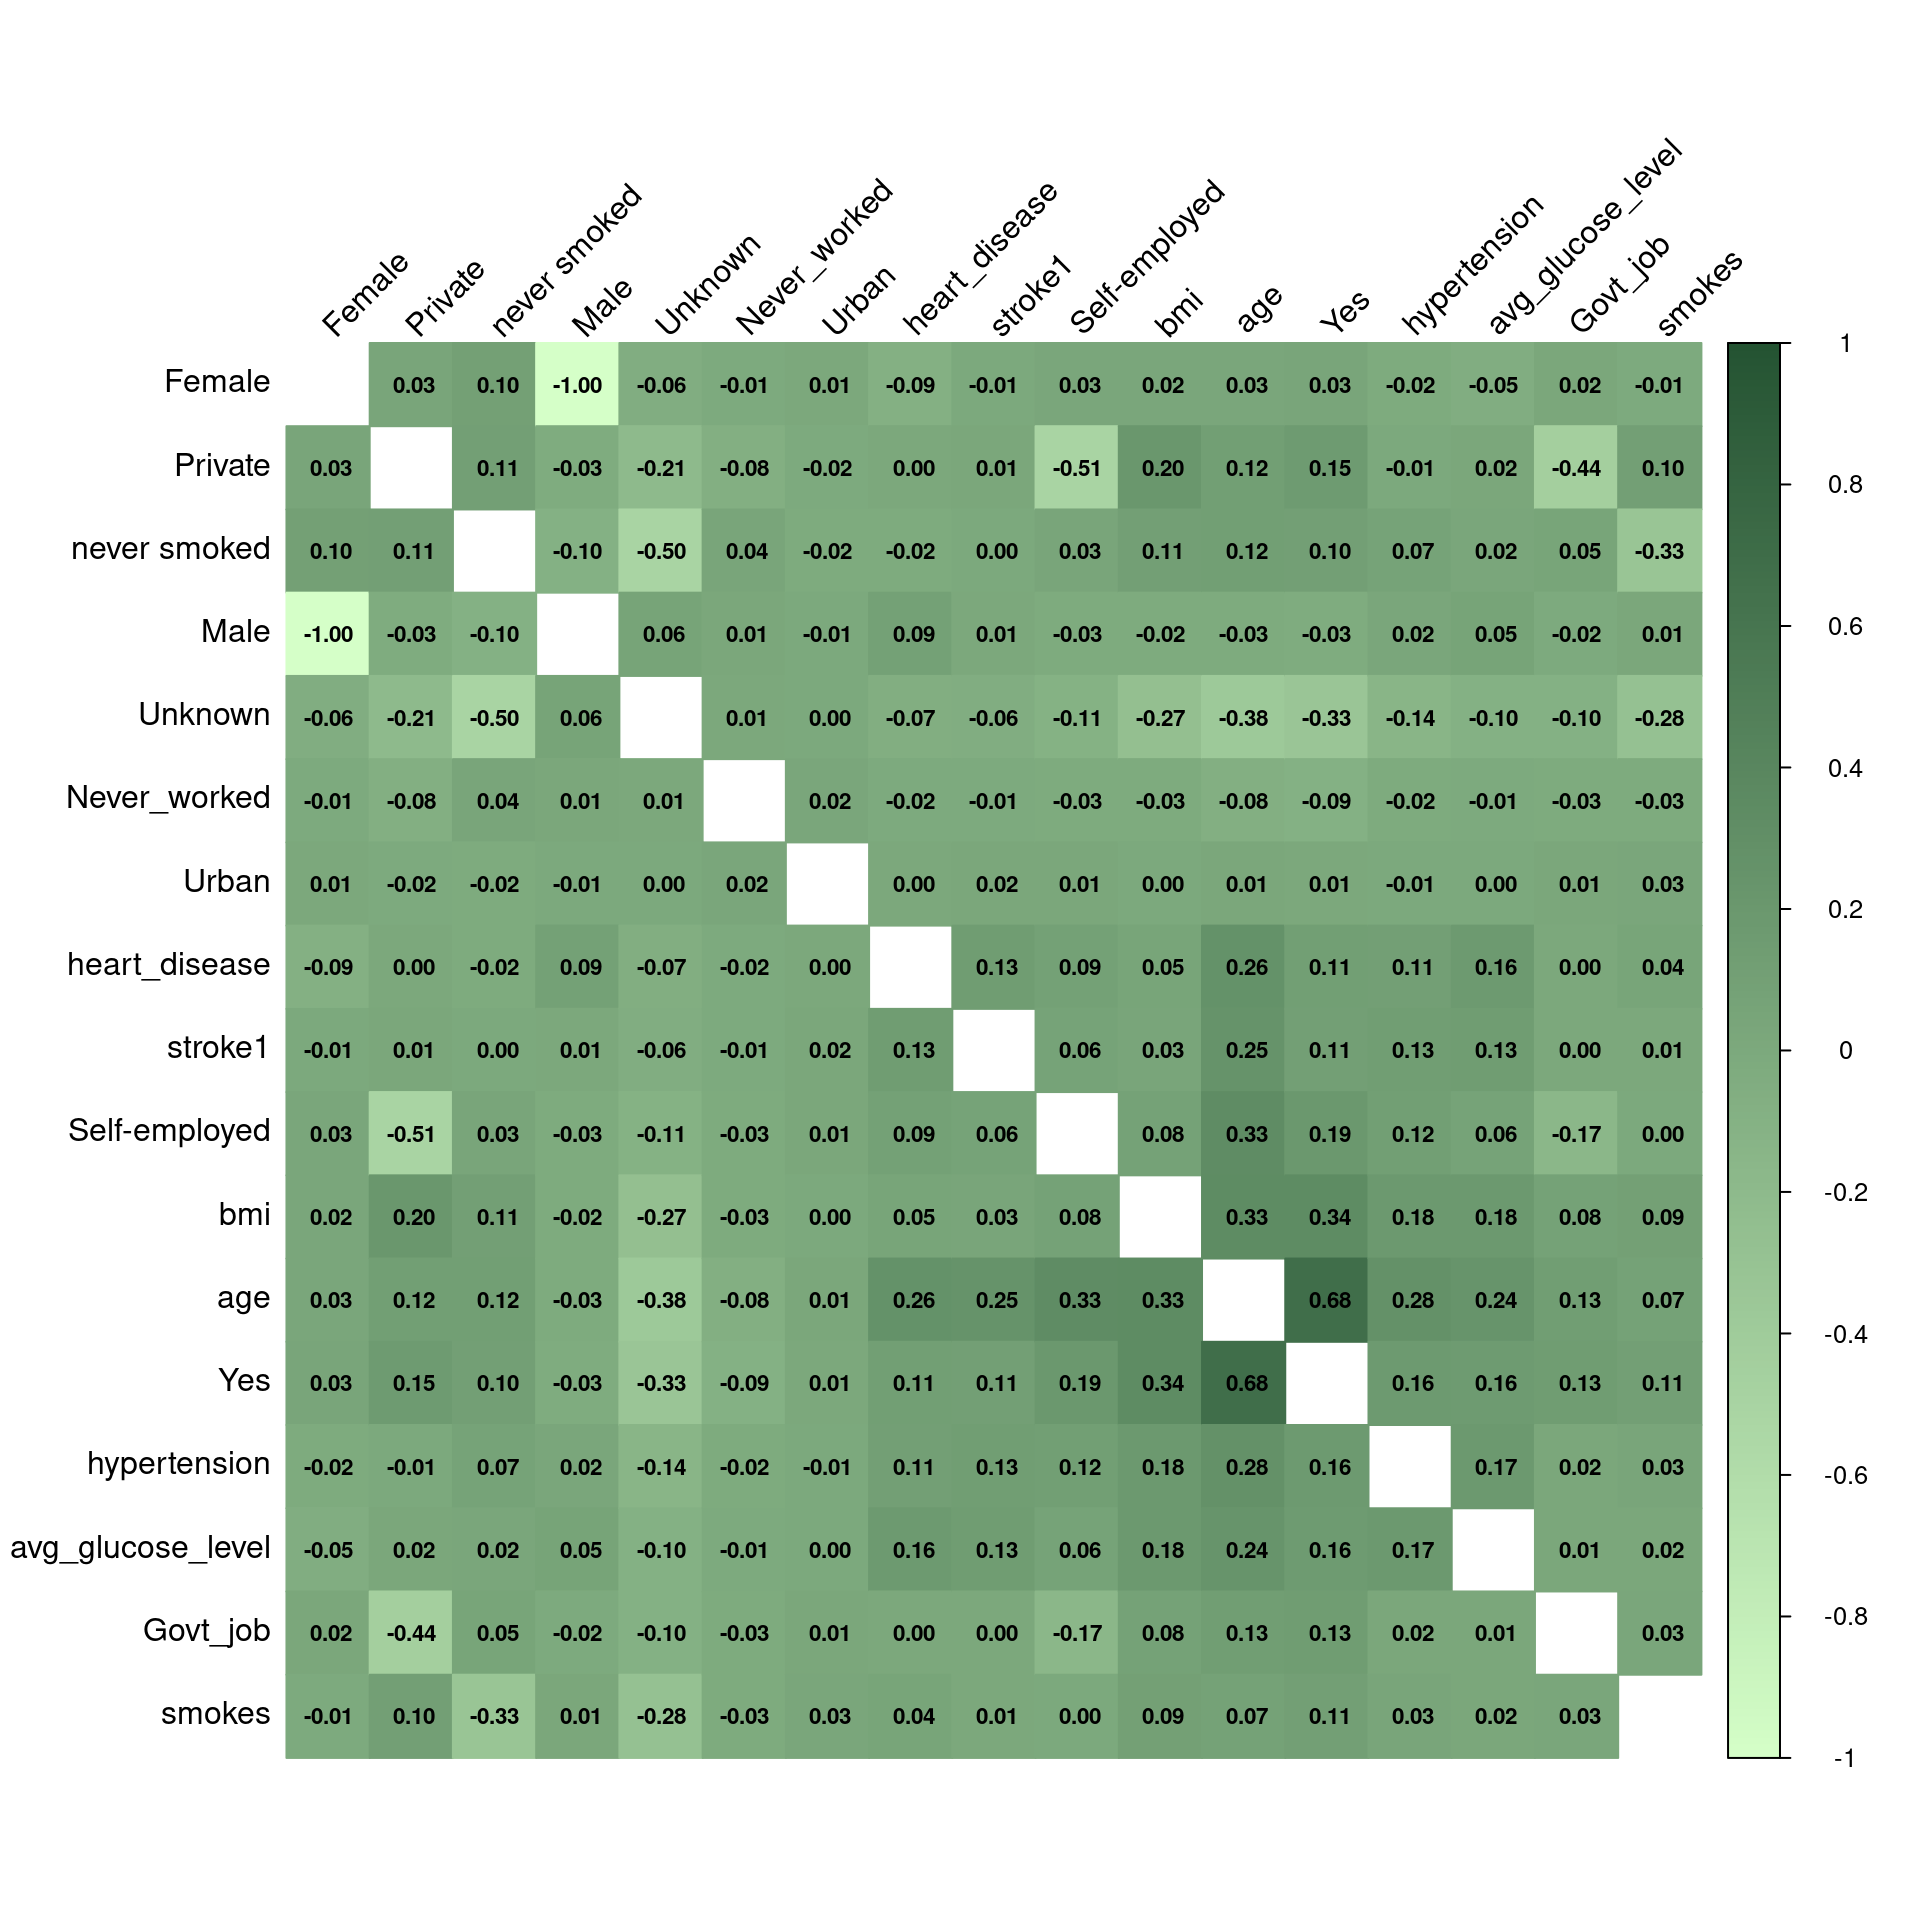 Female Private never smoked Male Unknown Never_worked Urban heart_disease stroke1 Self-employed bmi age Yes hypertension avg_glucose_level Govt_job smokes
Female 0.03 0.10 -1.00 -0.06 -0.01 0.01 -0.09 -0.01 0.03 0.02 0.03 0.03 -0.02 -0.05 0.02 -0.01
Private 0.03 0.11 -0.03 -0.21 -0.08 -0.02 0.00 0.01 -0.51 0.20 0.12 0.15 -0.01 0.02 -0.44 0.10
never smoked 0.10 0.11 -0.10 -0.50 0.04 -0.02 -0.02 0.00 0.03 0.11 0.12 0.10 0.07 0.02 0.05 -0.33
Male -1.00 -0.03 -0.10 0.06 0.01 -0.01 0.09 0.01 -0.03 -0.02 -0.03 -0.03 0.02 0.05 -0.02 0.01
Unknown -0.06 -0.21 -0.50 0.06 0.01 0.00 -0.07 -0.06 -0.11 -0.27 -0.38 -0.33 -0.14 -0.10 -0.10 -0.28
Never_worked -0.01 -0.08 0.04 0.01 0.01 0.02 -0.02 -0.01 -0.03 -0.03 -0.08 -0.09 -0.02 -0.01 -0.03 -0.03
Urban 0.01 -0.02 -0.02 -0.01 0.00 0.02 0.00 0.02 0.01 0.00 0.01 0.01 -0.01 0.00 0.01 0.03
heart_disease -0.09 0.00 -0.02 0.09 -0.07 -0.02 0.00 0.13 0.09 0.05 0.26 0.11 0.11 0.16 0.00 0.04
stroke1 -0.01 0.01 0.00 0.01 -0.06 -0.01 0.02 0.13 0.06 0.03 0.25 0.11 0.13 0.13 0.00 0.01
Self-employed 0.03 -0.51 0.03 -0.03 -0.11 -0.03 0.01 0.09 0.06 0.08 0.33 0.19 0.12 0.06 -0.17 0.00
bmi 0.02 0.20 0.11 -0.02 -0.27 -0.03 0.00 0.05 0.03 0.08 0.33 0.34 0.18 0.18 0.08 0.09
age 0.03 0.12 0.12 -0.03 -0.38 -0.08 0.01 0.26 0.25 0.33 0.33 0.68 0.28 0.24 0.13 0.07
Yes 0.03 0.15 0.10 -0.03 -0.33 -0.09 0.01 0.11 0.11 0.19 0.34 0.68 0.16 0.16 0.13 0.11
hypertension -0.02 -0.01 0.07 0.02 -0.14 -0.02 -0.01 0.11 0.13 0.12 0.18 0.28 0.16 0.17 0.02 0.03
avg_glucose_level -0.05 0.02 0.02 0.05 -0.10 -0.01 0.00 0.16 0.13 0.06 0.18 0.24 0.16 0.17 0.01 0.02
Govt_job 0.02 -0.44 0.05 -0.02 -0.10 -0.03 0.01 0.00 0.00 -0.17 0.08 0.13 0.13 0.02 0.01 0.03
smokes -0.01 0.10 -0.33 0.01 -0.28 -0.03 0.03 0.04 0.01 0.00 0.09 0.07 0.11 0.03 0.02 0.03
1
0.8
0.6
0.4
0.2
0
-0.2
-0.4
-0.6
-0.8
-1